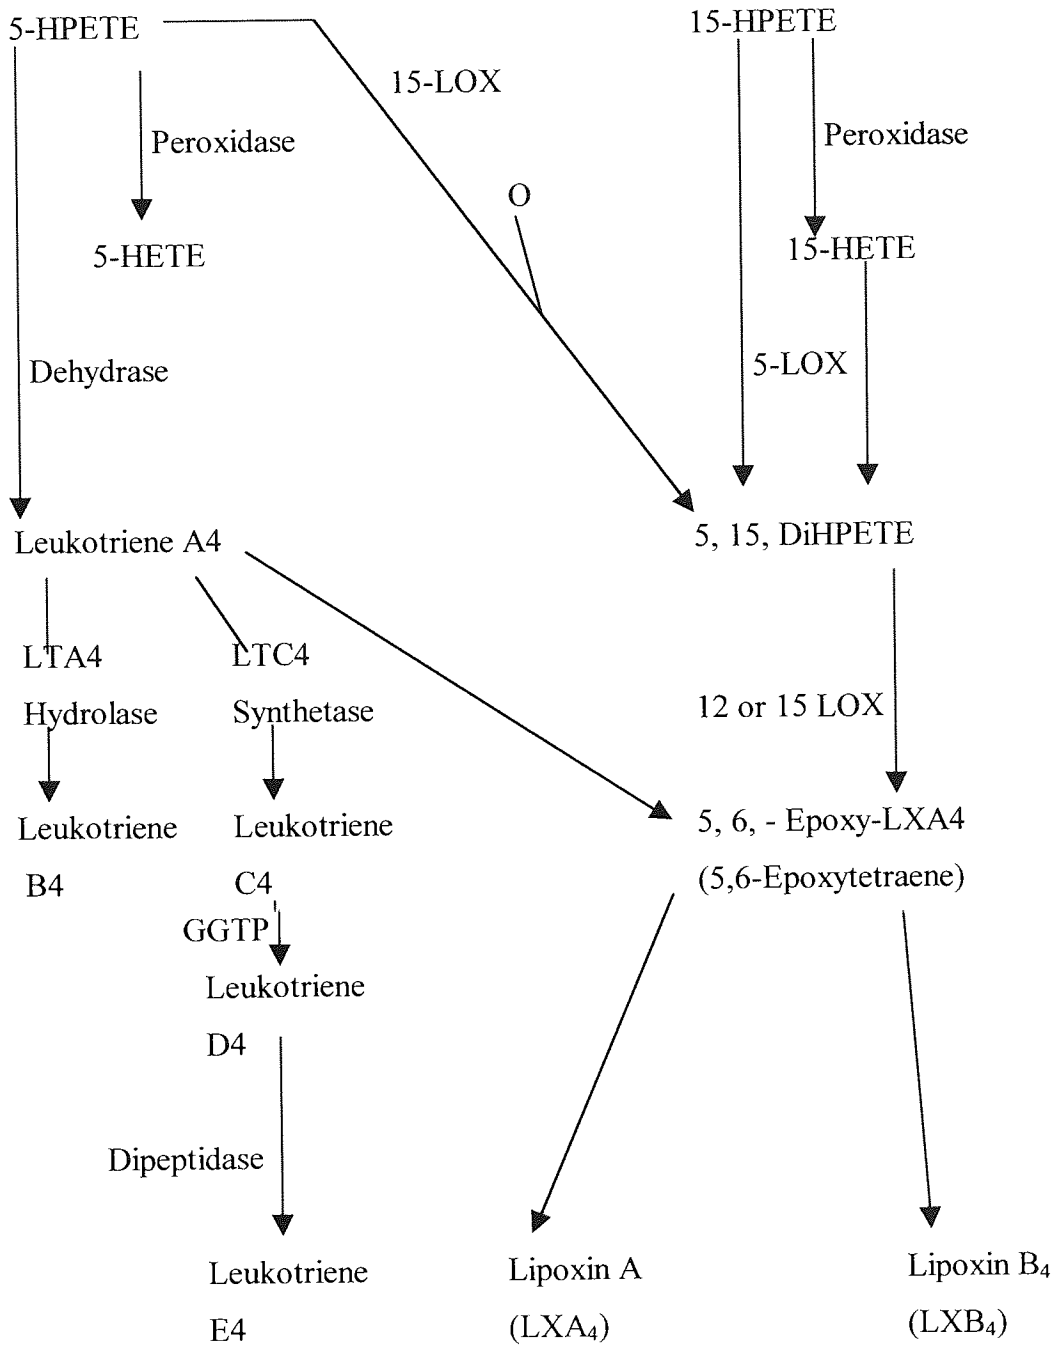 5-HPETE
15-HPETE
15-LOX
Peroxidase
Peroxidase
O
5-HETE
15-HETE
Dehydrase
5-LOX
Leukotriene A4
5, 15, DiHPETE
LTA4
Hydrolase
LTC4
Synthetase
12 or 15 LOX
Leukotriene
B4
Leukotriene
C4
5, 6, - Epoxy-LXA4
(5,6-Epoxytetraene)
GGTP
Leukotriene
D4
Dipeptidase
Leukotriene
E4
Lipoxin A
(LXA₄)
Lipoxin B₄
(LXB₄)